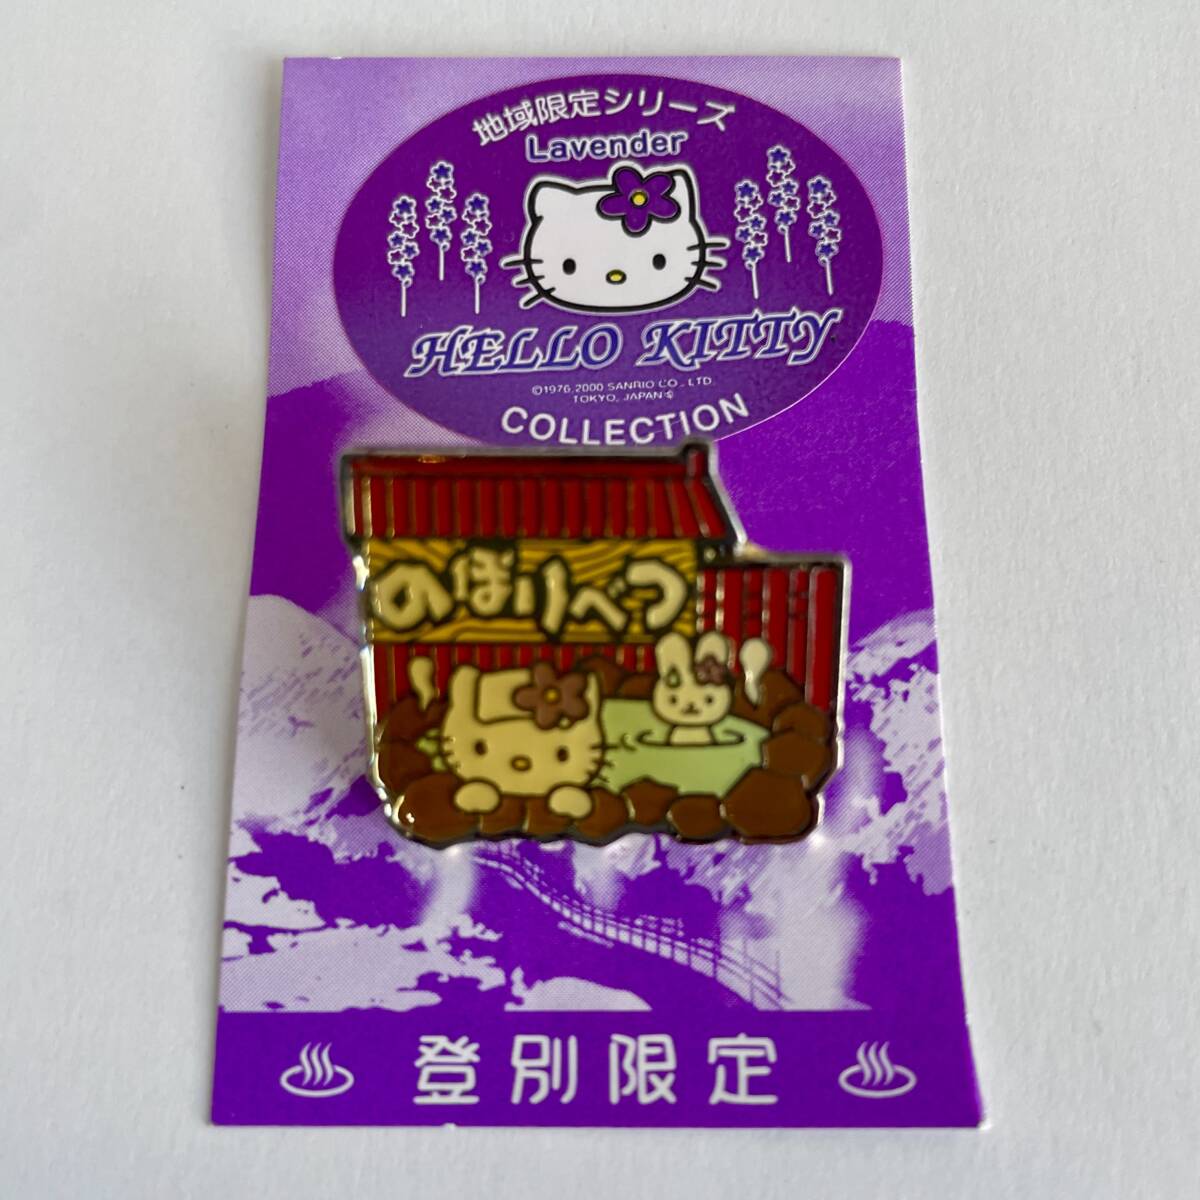 地域限定シリーズ
Lavender
HELLO KITTY
©1976, 2000 SANRIO CO., LTD.
TOKYO, JAPAN Ⓛ
COLLECTION
のぼりべつ
登別限定